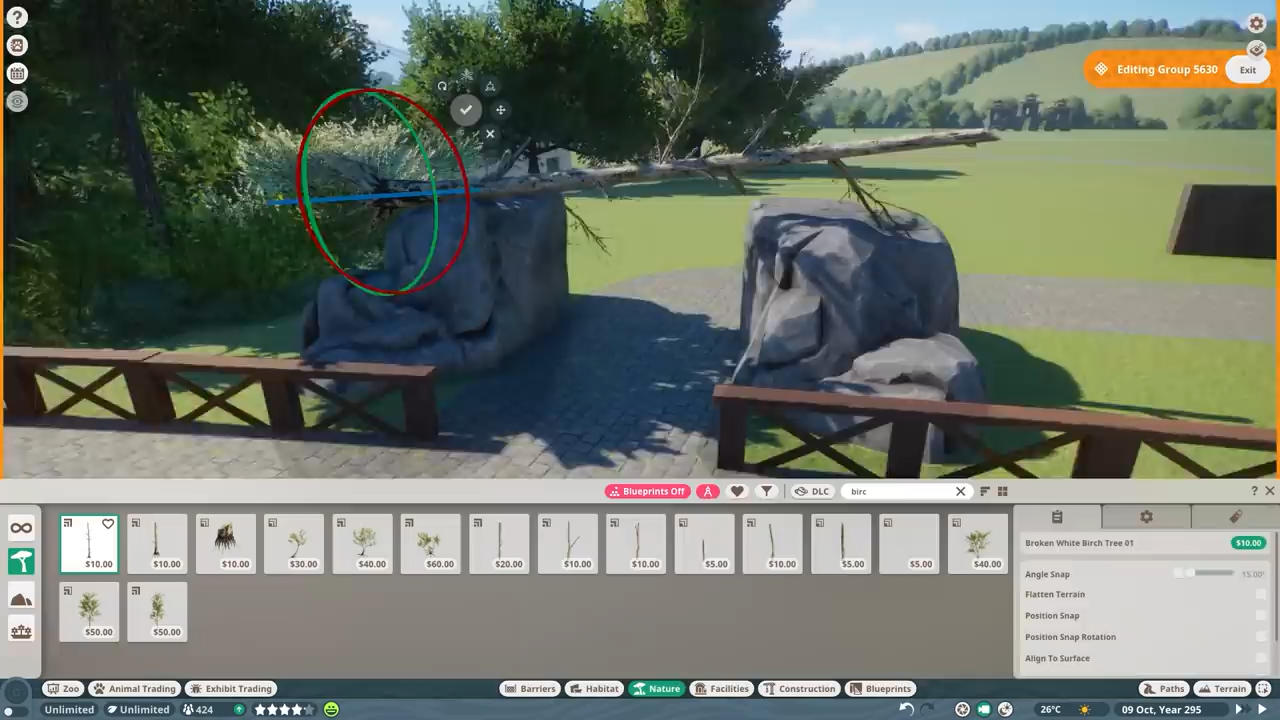 ?
Editing Group 5630
Exit
Blueprints Off
DLC
birc
?
$10.00
$10.00
$10.00
$30.00
$40.00
$60.00
$20.00
$10.00
$10.00
$5.00
$10.00
$5.00
$5.00
$40.00
$50.00
$50.00
Broken White Birch Tree 01
$10.00
Angle Snap
15.00°
Flatten Terrain
Position Snap
Position Snap Rotation
Align To Surface
Zoo
Animal Trading
Exhibit Trading
Barriers
Habitat
Nature
Facilities
Construction
Blueprints
Paths
Terrain
Unlimited
Unlimited
424
26°C
09 Oct, Year 295